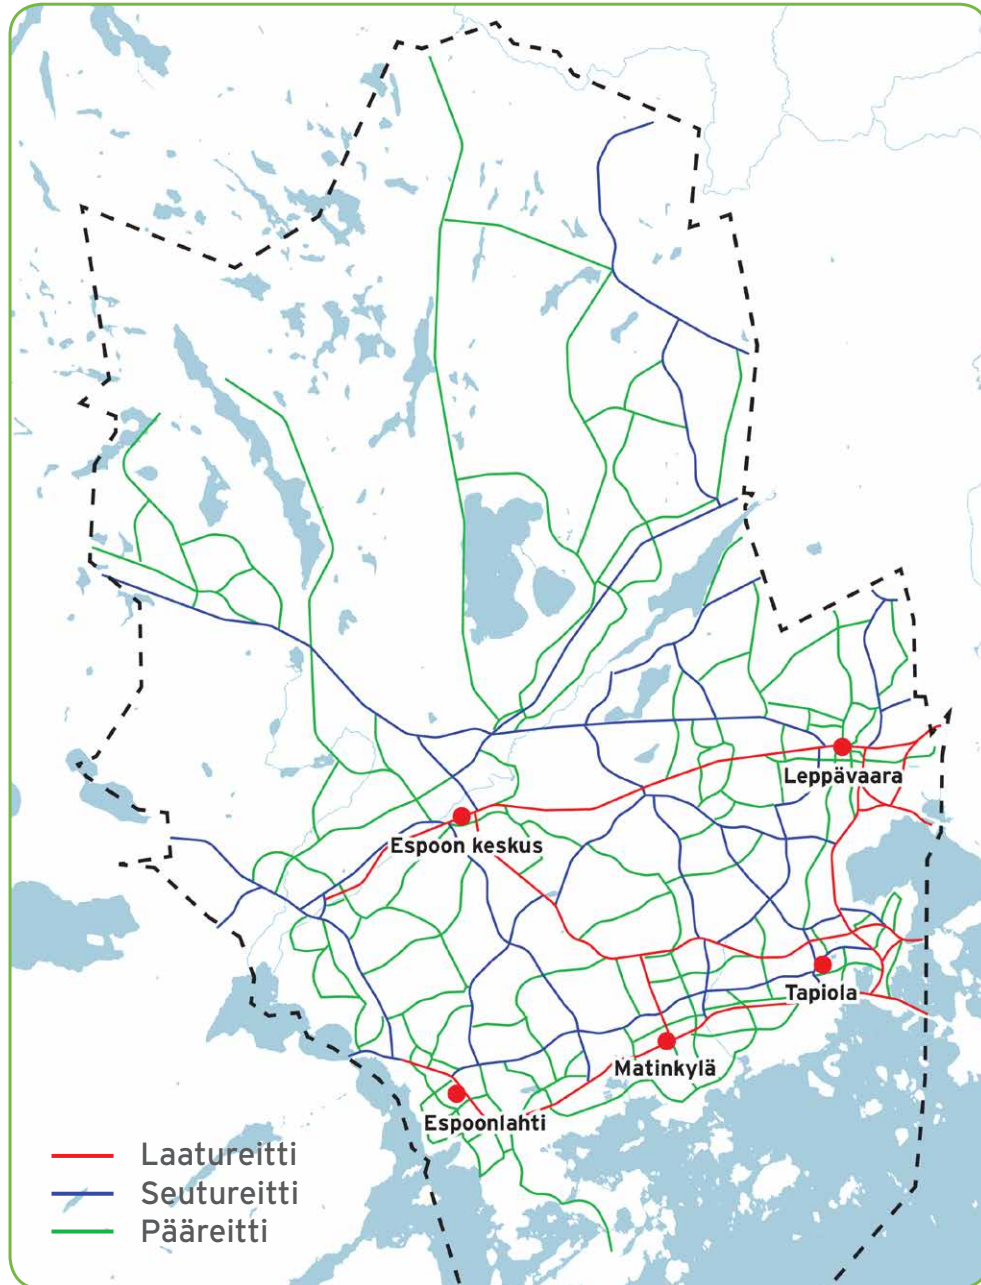 Leppävaara
Espoon keskus
Tapiola
Matinkylä
Espoonlahti
Laatureitti
Seutureitti
Pääreitti